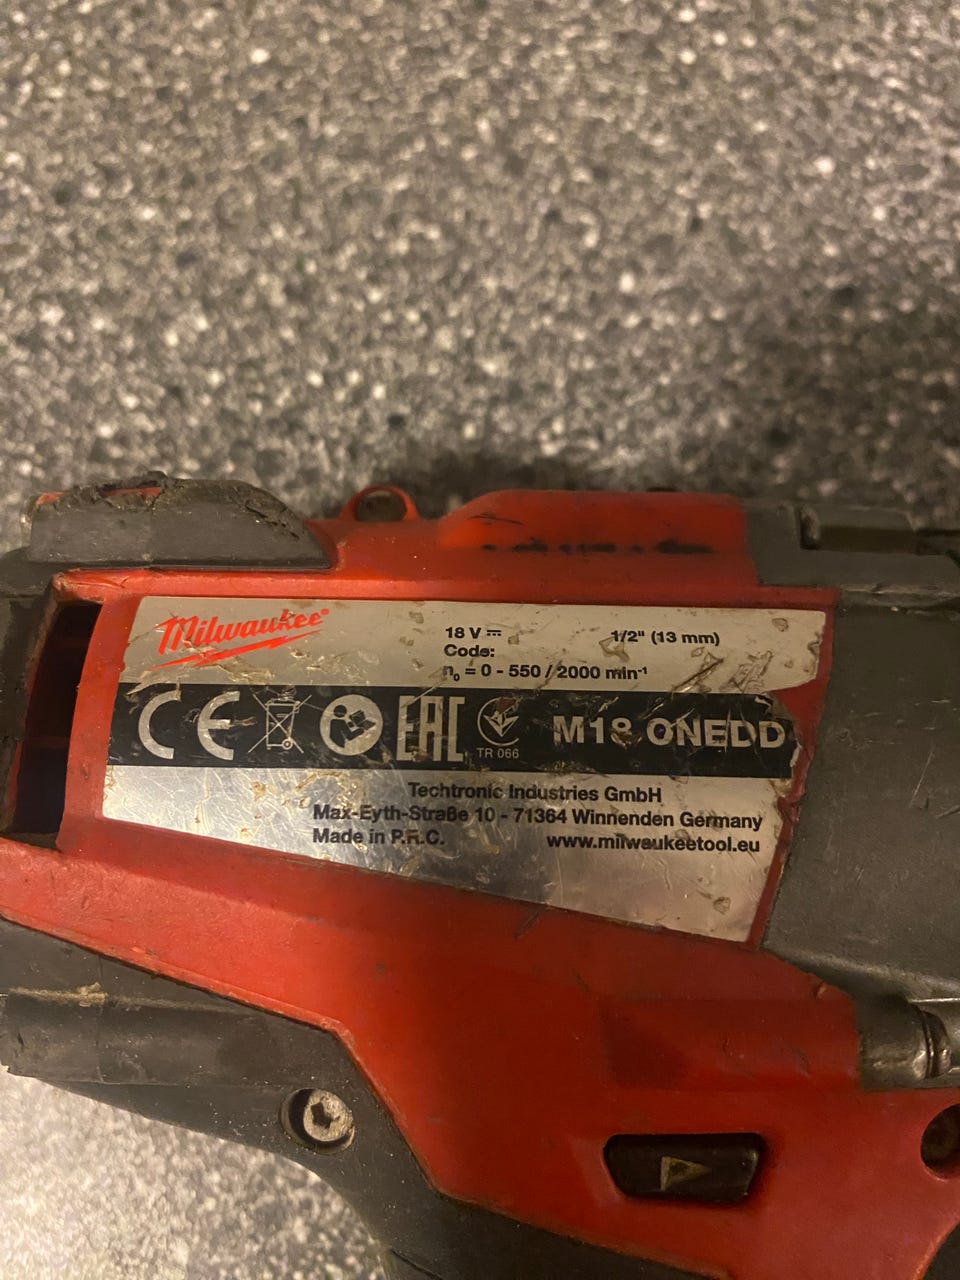 Milwaukee®
18 V ⎓ 1/2" (13 mm)
Code:
n₀ = 0 - 550 / 2000 min⁻¹
CE EAC TR 066 M18 ONEDD
Techtronic Industries GmbH
Max-Eyth-Straße 10 - 71364 Winnenden Germany
Made in P.R.C. www.milwaukeetool.eu